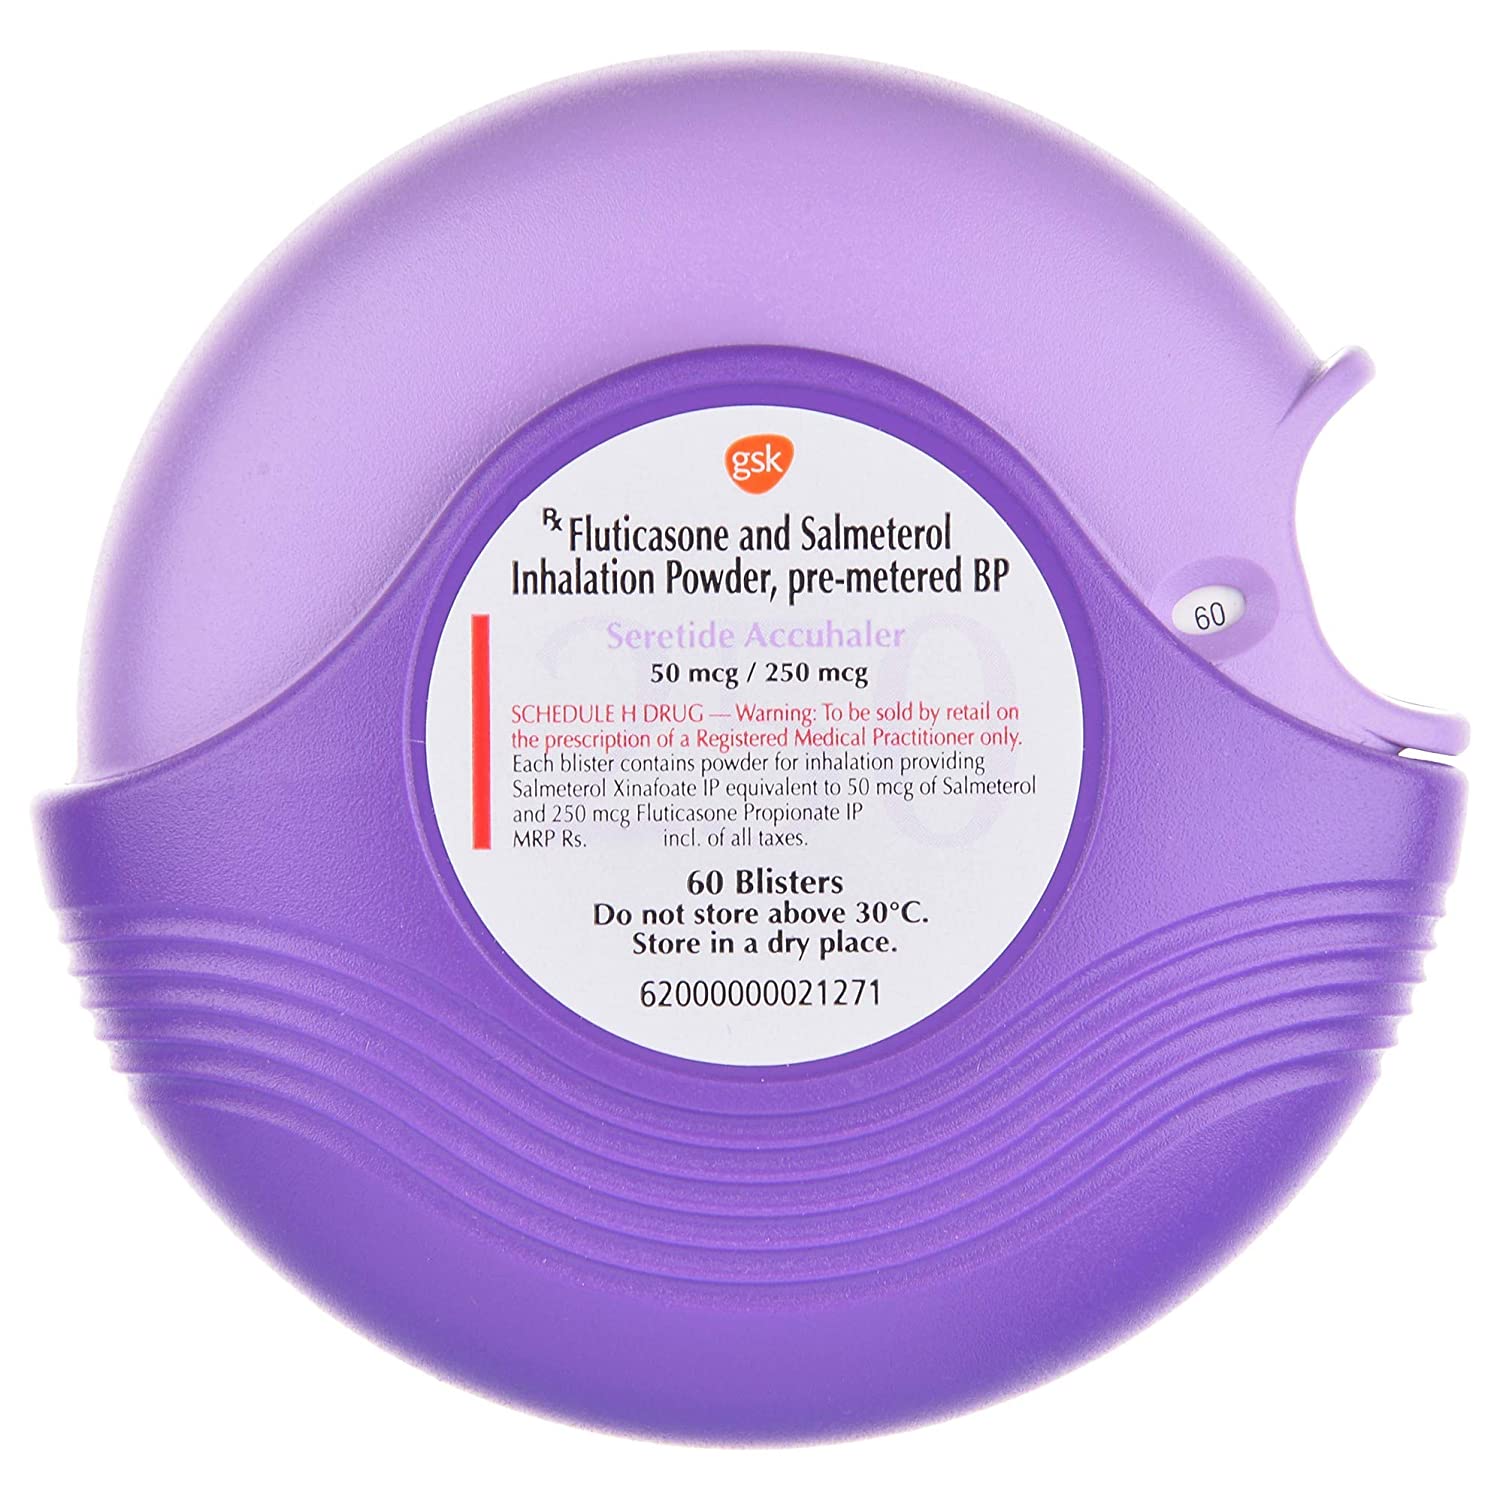 gsk
℞ Fluticasone and Salmeterol
Inhalation Powder, pre-metered BP
Seretide Accuhaler
50 mcg / 250 mcg
SCHEDULE H DRUG — Warning: To be sold by retail on
the prescription of a Registered Medical Practitioner only.
Each blister contains powder for inhalation providing
Salmeterol Xinafoate IP equivalent to 50 mcg of Salmeterol
and 250 mcg Fluticasone Propionate IP
MRP Rs. incl. of all taxes.
60 Blisters
Do not store above 30°C.
Store in a dry place.
62000000021271
250
60